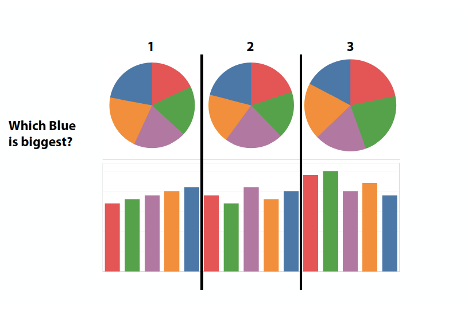 1 2 3
Which Blue
is biggest?